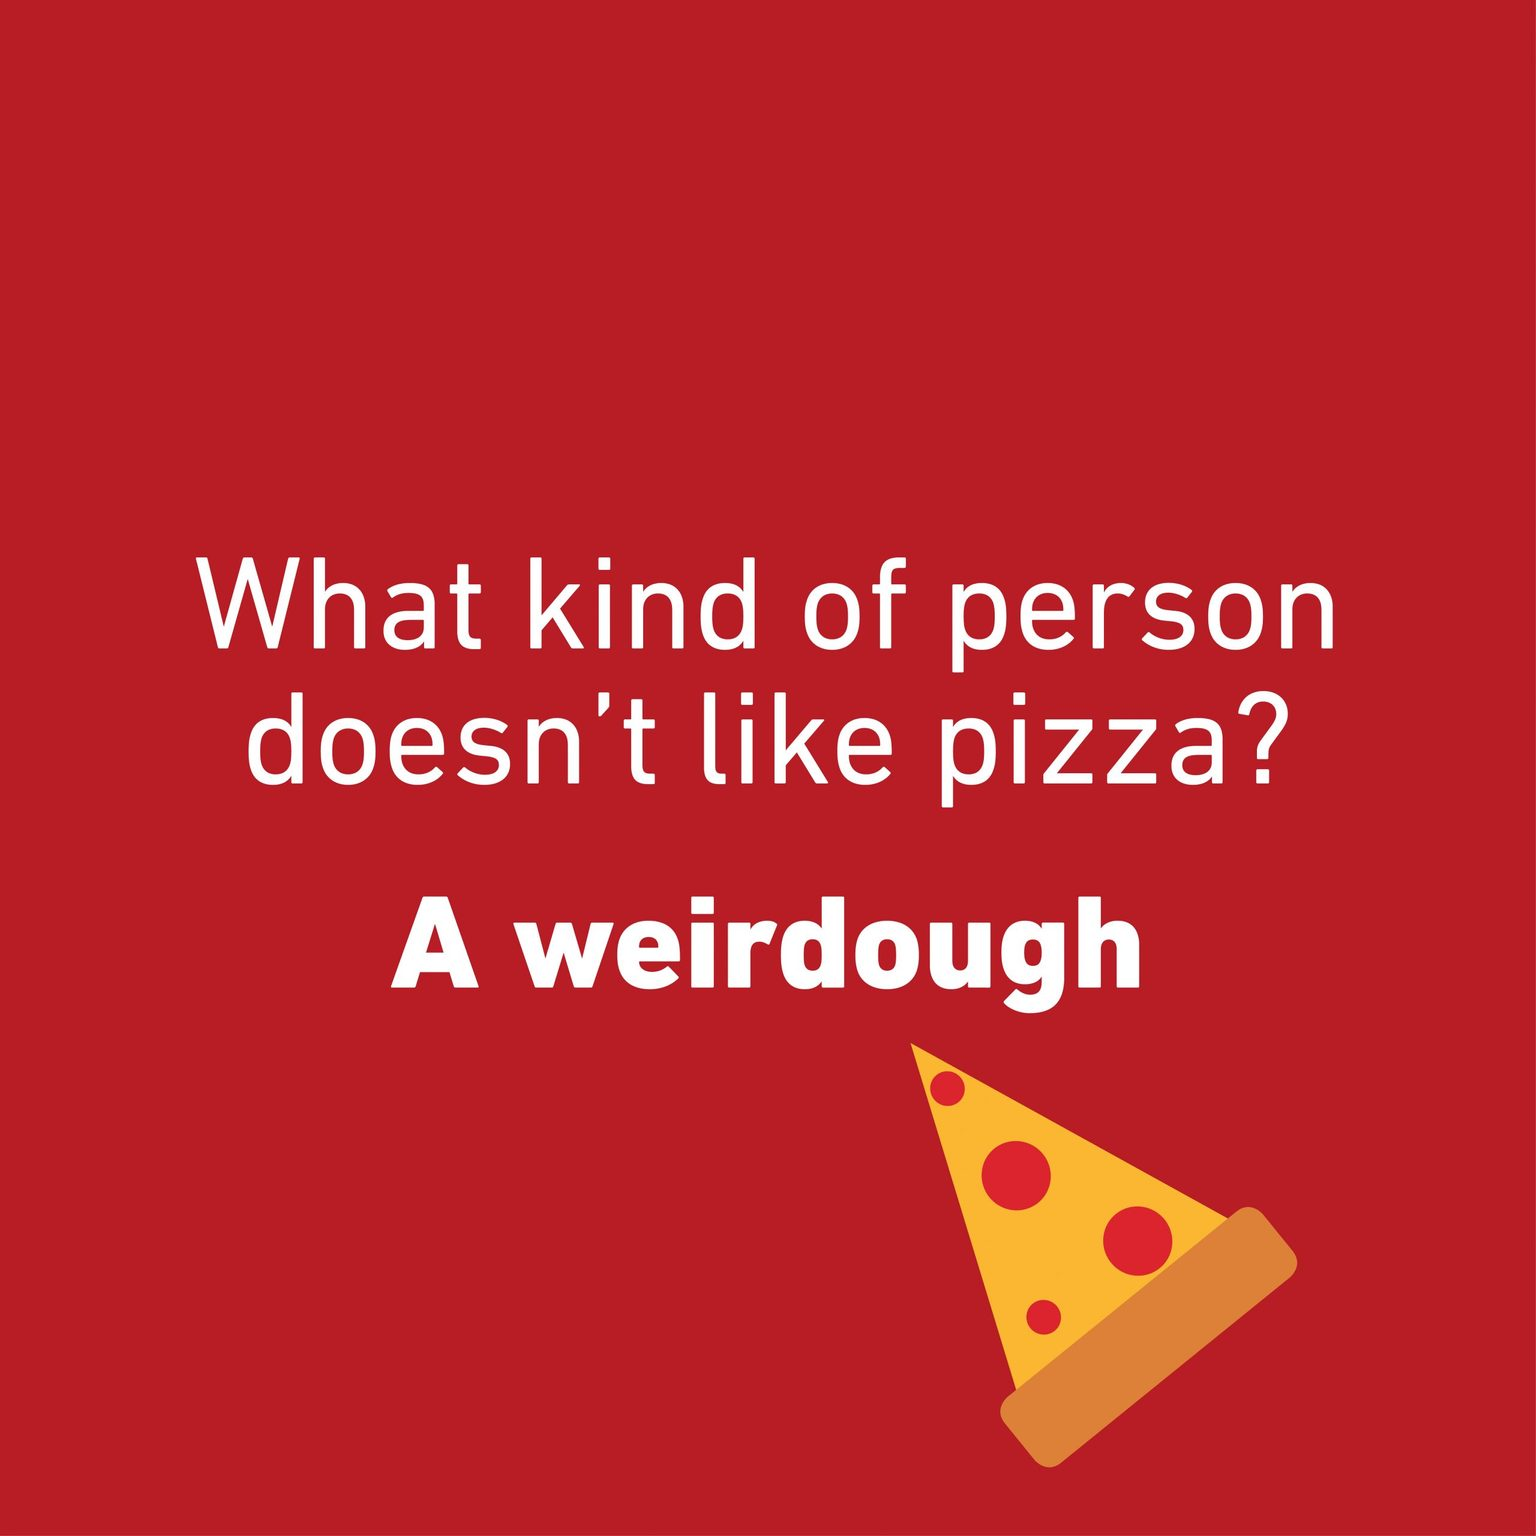 What kind of person
doesn’t like pizza?
A weirdough